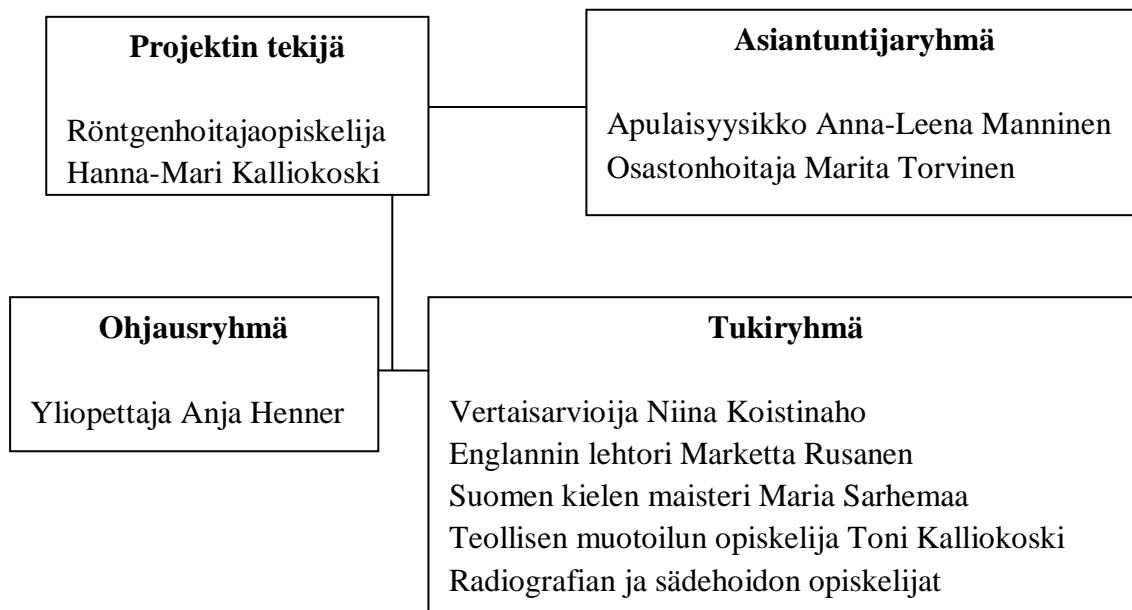 Projektin tekijä
Röntgenhoitajaopiskelija
Hanna-Mari Kalliokoski
Asiantuntijaryhmä
Apulaisyysikko Anna-Leena Manninen
Osastonhoitaja Marita Torvinen
Ohjausryhmä
Yliopettaja Anja Henner
Tukiryhmä
Vertaisarvioija Niina Koistinaho
Englannin lehtori Marketta Rusanen
Suomen kielen maisteri Maria Sarhemaa
Teollisen muotoilun opiskelija Toni Kalliokoski
Radiografian ja sädehoidon opiskelijat